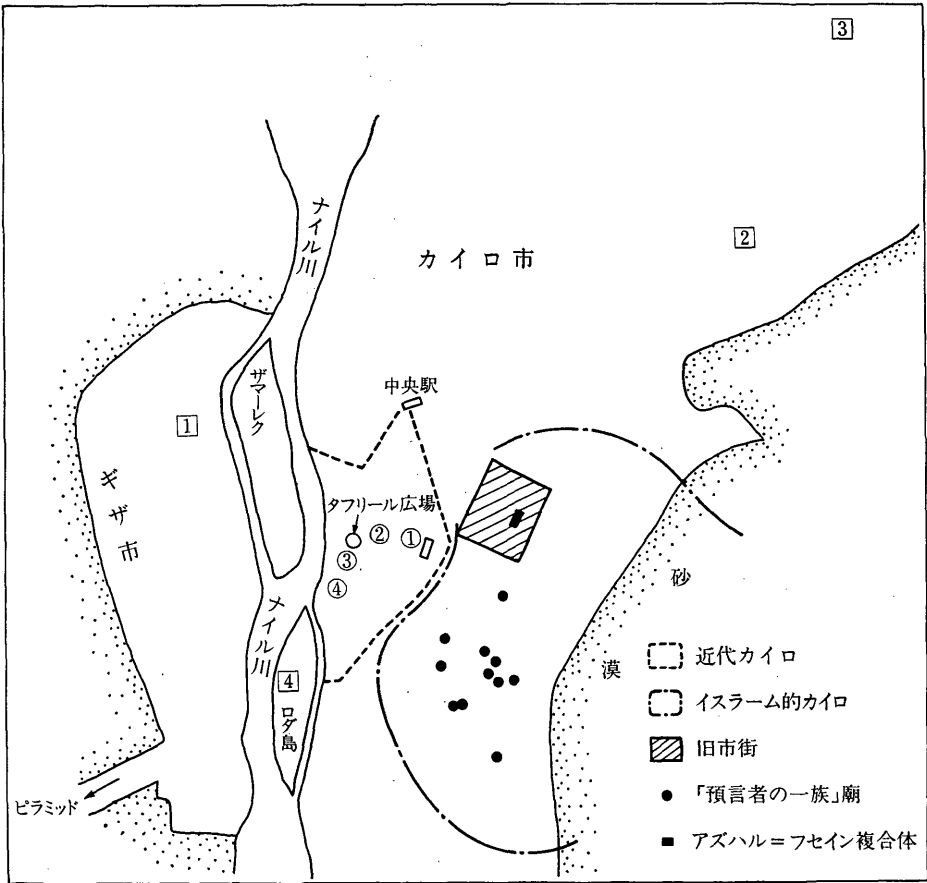 3
ナイル川
カイロ市
2
中央駅
ザマーレク
1
ギザ市
タフリール広場
② ①
③
④
砂漠
ナイル川
4
ロダ島
ピラミッド
近代カイロ
イスラーム的カイロ
旧市街
「預言者の一族」廟
アズハル=フセイン複合体